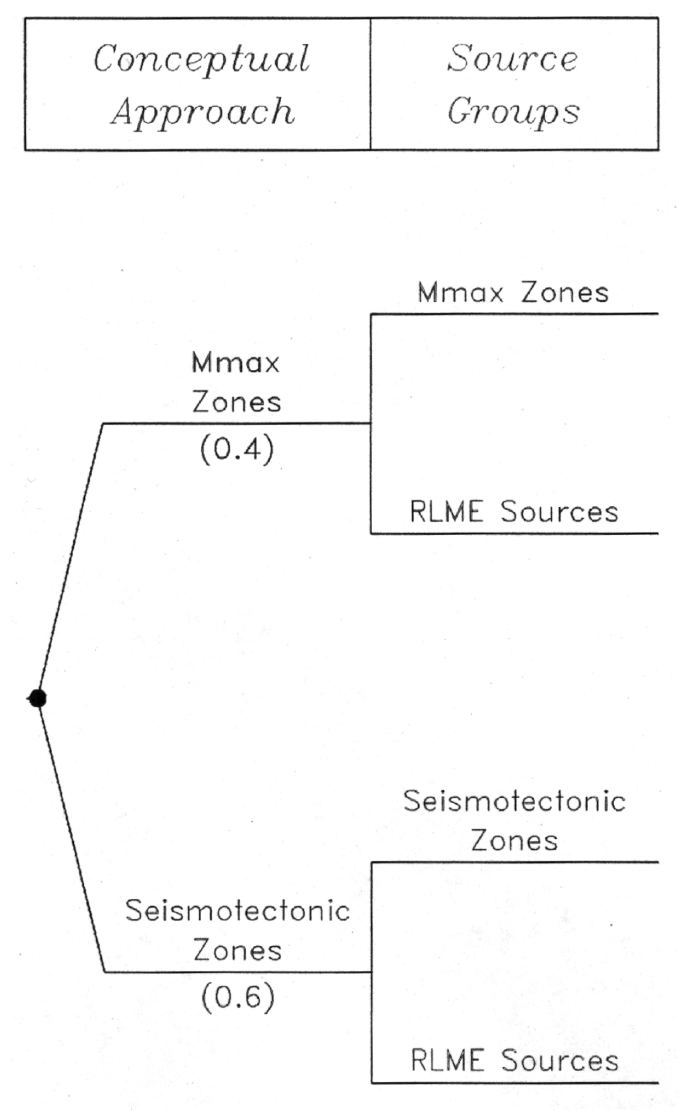 Conceptual
Approach
Source
Groups
Mmax Zones
Mmax
Zones
(0.4)
RLME Sources
Seismotectonic
Zones
Seismotectonic
Zones
(0.6)
RLME Sources